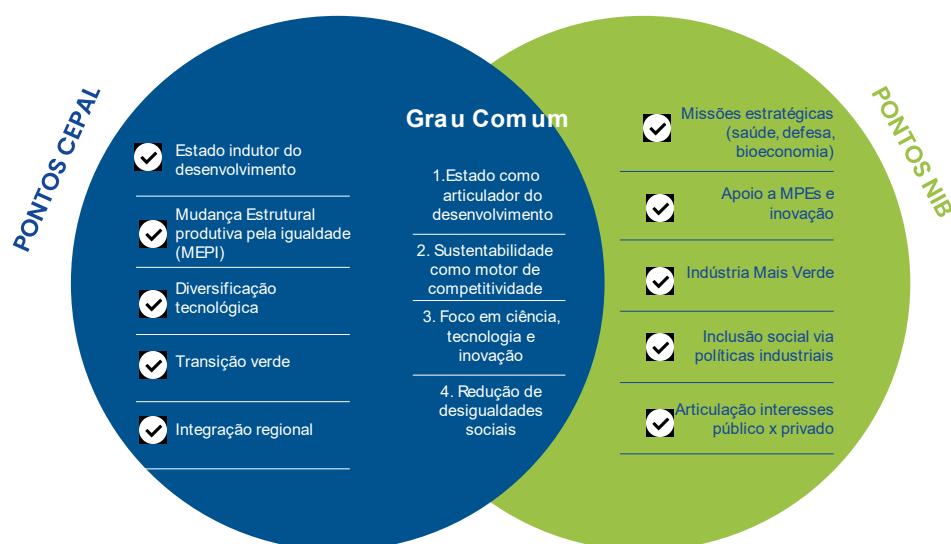 PONTOS CEPAL
Estado indutor do
desenvolvimento
Mudança Estrutural
produtiva pela igualdade
(MEPI)
Diversificação
tecnológica
Transição verde
Integração regional
Grau Comum
1.Estado como
articulador do
desenvolvimento
2. Sustentabilidade
como motor de
competitividade
3. Foco em ciência,
tecnologia e
inovação
4. Redução de
desigualdades
sociais
PONTOS NIB
Missões estratégicas
(saúde, defesa,
bioeconomia)
Apoio a MPEs e
inovação
Indústria Mais Verde
Inclusão social via
políticas industriais
Articulação interesses
público x privado